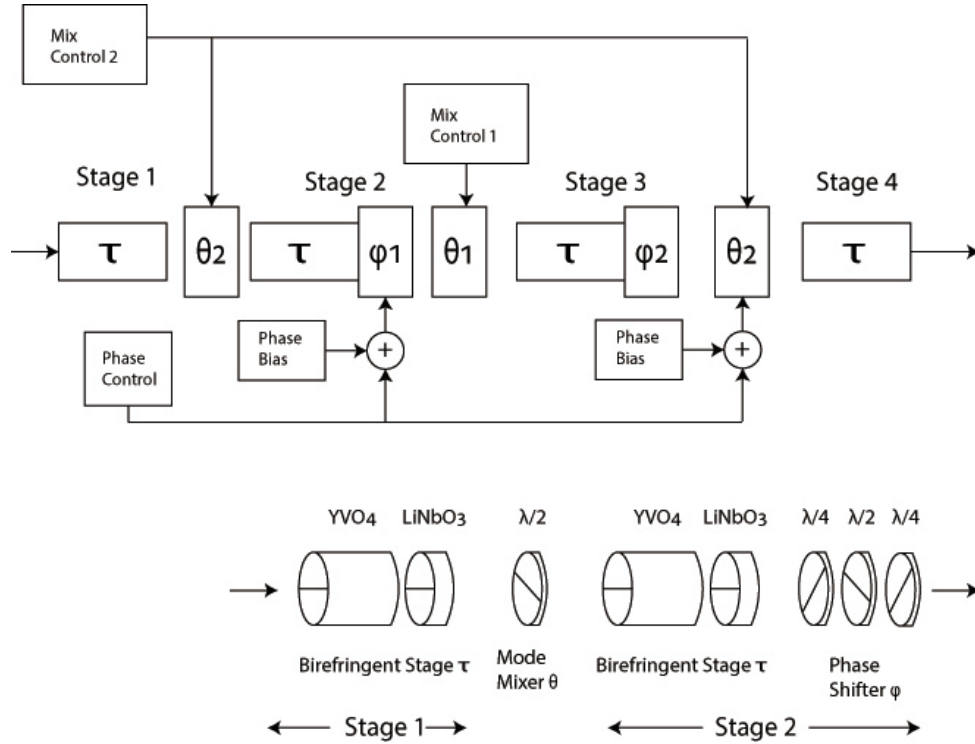 Mix
Control 2
Mix
Control 1
Stage 1
Stage 2
Stage 3
Stage 4
τ
θ2
τ
φ1
θ1
τ
φ2
θ2
τ
Phase
Bias
+
Phase
Bias
+
Phase
Control
YVO4
LiNbO3
λ/2
YVO4
LiNbO3
λ/4
λ/2
λ/4
Birefringent Stage τ
Mode
Mixer θ
Birefringent Stage τ
Phase
Shifter φ
Stage 1
Stage 2